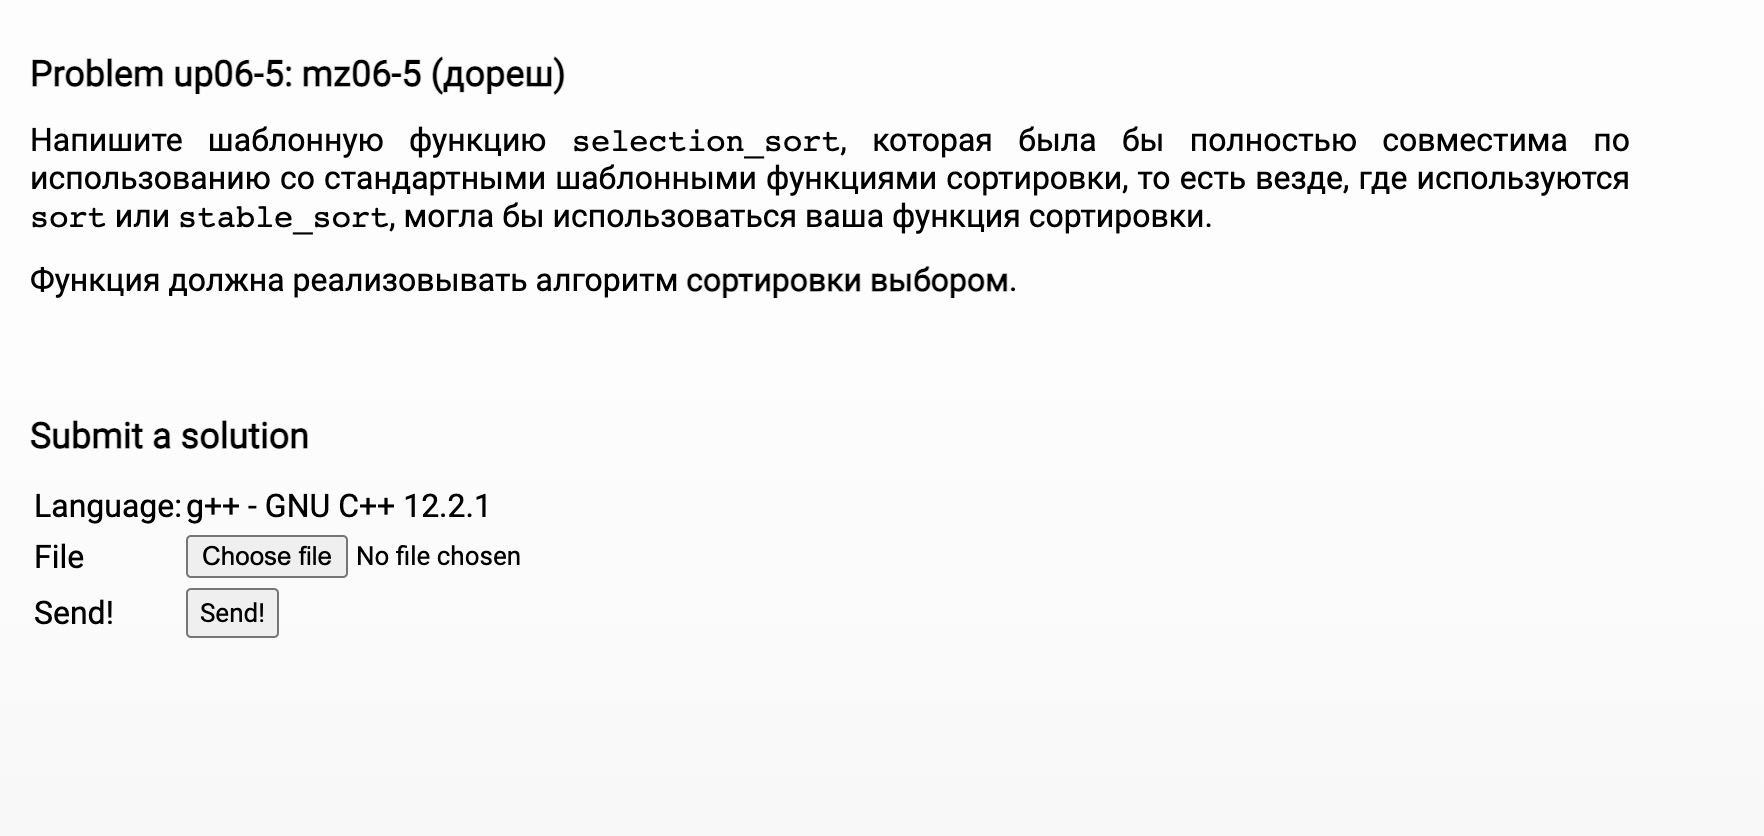 Problem up06-5: mz06-5 (дореш)
Напишите шаблонную функцию selection_sort, которая была бы полностью совместима по
использованию со стандартными шаблонными функциями сортировки, то есть везде, где используются
sort или stable_sort, могла бы использоваться ваша функция сортировки.
Функция должна реализовывать алгоритм сортировки выбором.
Submit a solution
Language: g++ - GNU C++ 12.2.1
File Choose file No file chosen
Send! Send!